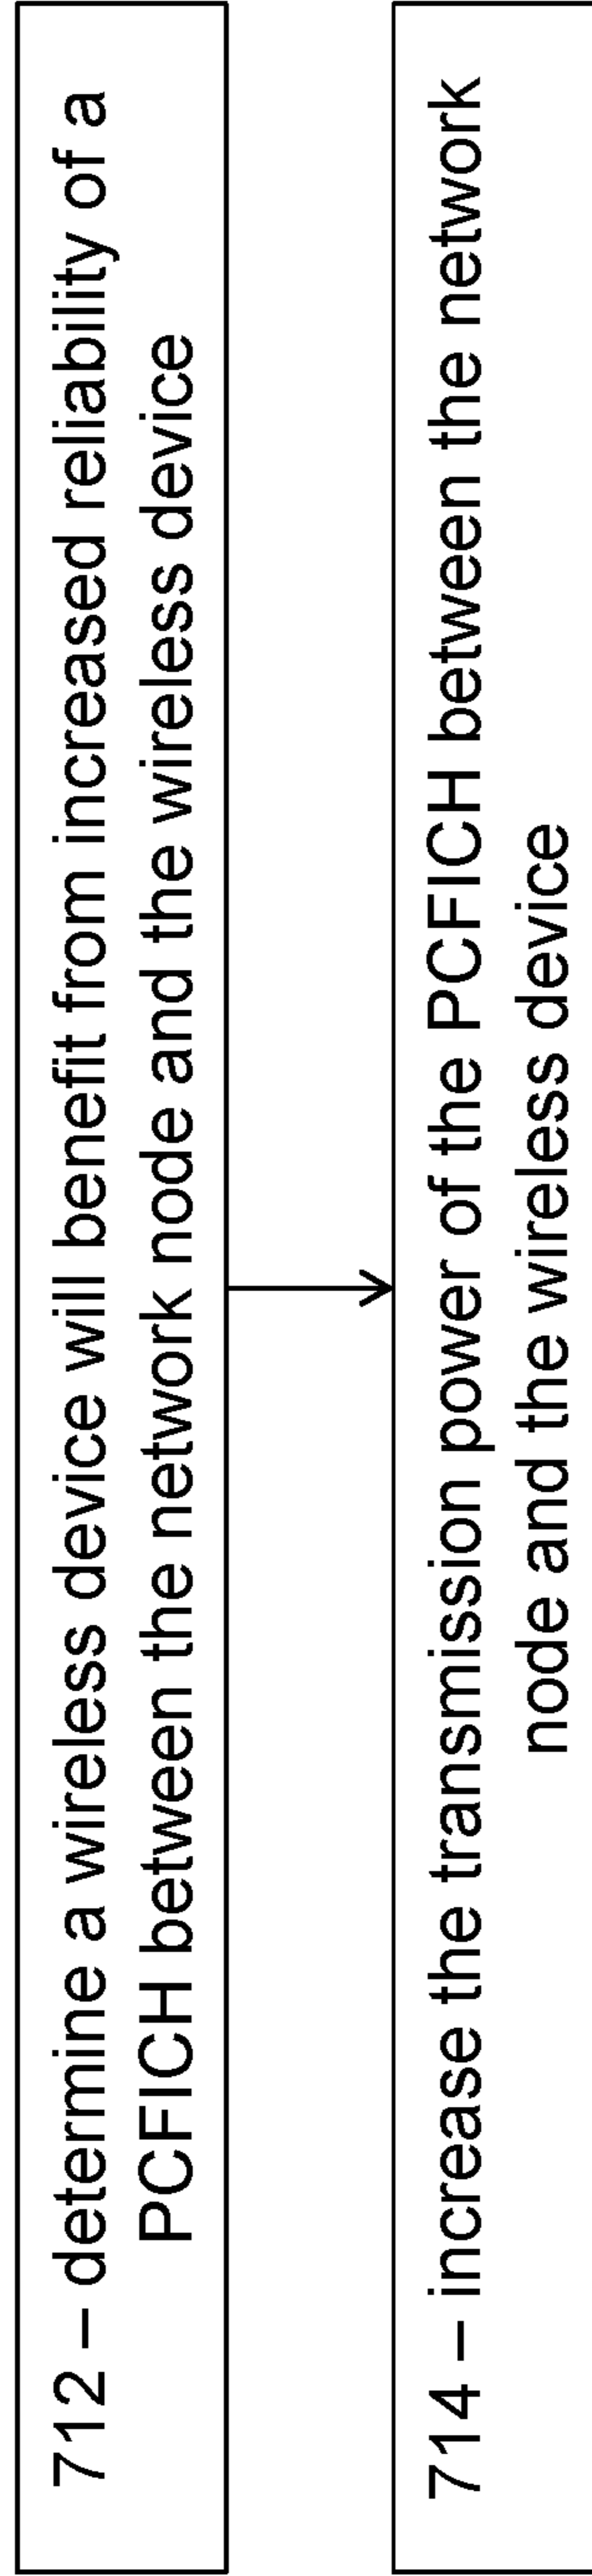 712 – determine a wireless device will benefit from increased reliability of a
PCFICH between the network node and the wireless device
714 – increase the transmission power of the PCFICH between the network
node and the wireless device